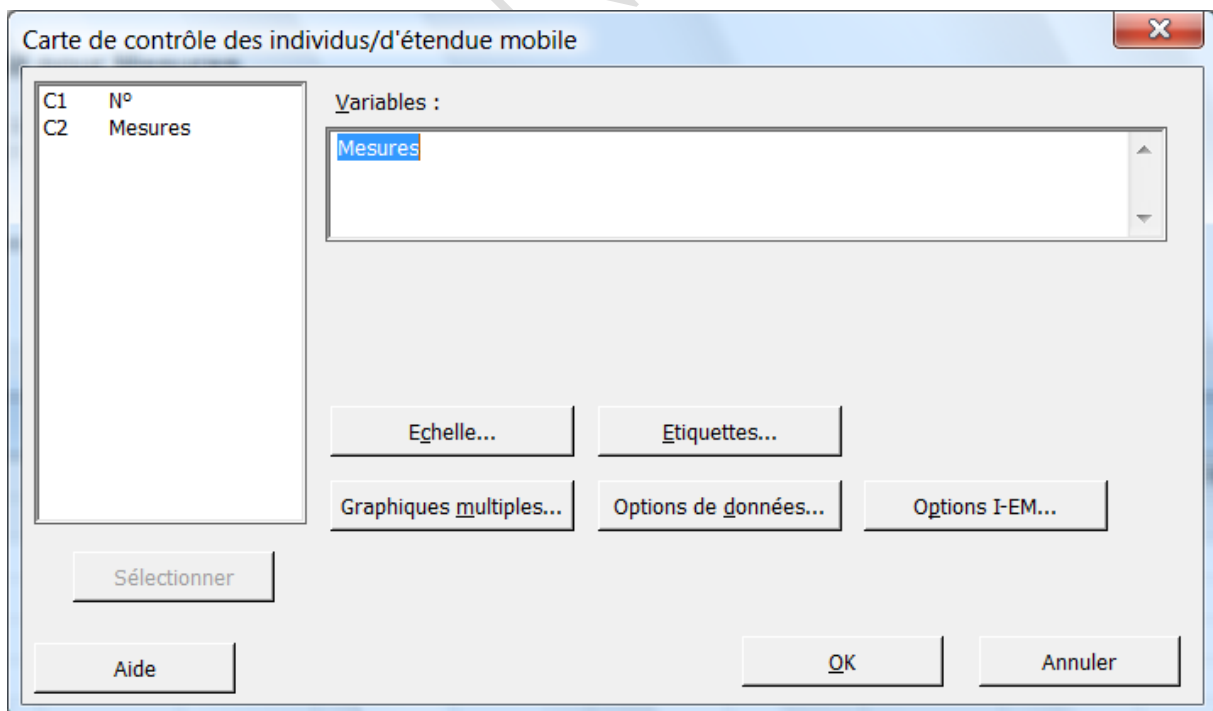 Carte de contrôle des individus/d'étendue mobile
C1 Nº
C2 Mesures
Variables :
Mesures
Echelle...
Etiquettes...
Graphiques multiples...
Options de données...
Options I-EM...
Sélectionner
Aide
OK
Annuler